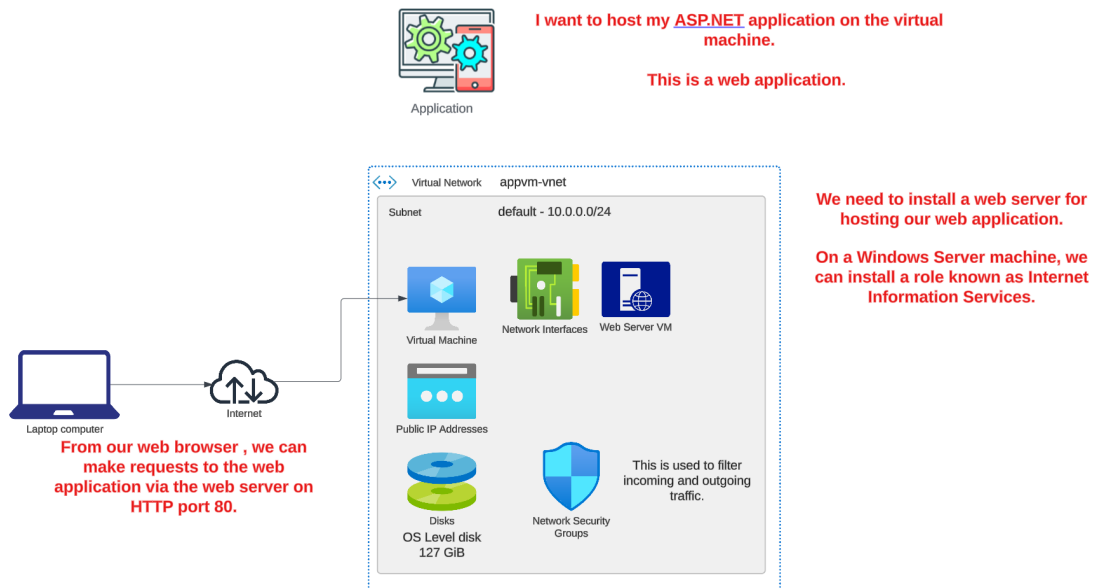 I want to host my ASP.NET application on the virtual
machine.
This is a web application.
Application
Virtual Network appvm-vnet
Subnet default - 10.0.0.0/24
We need to install a web server for
hosting our web application.
On a Windows Server machine, we
can install a role known as Internet
Information Services.
Virtual Machine
Network Interfaces
Web Server VM
Laptop computer
Internet
From our web browser , we can
make requests to the web
application via the web server on
HTTP port 80.
Public IP Addresses
Disks
OS Level disk
127 GiB
Network Security
Groups
This is used to filter
incoming and outgoing
traffic.